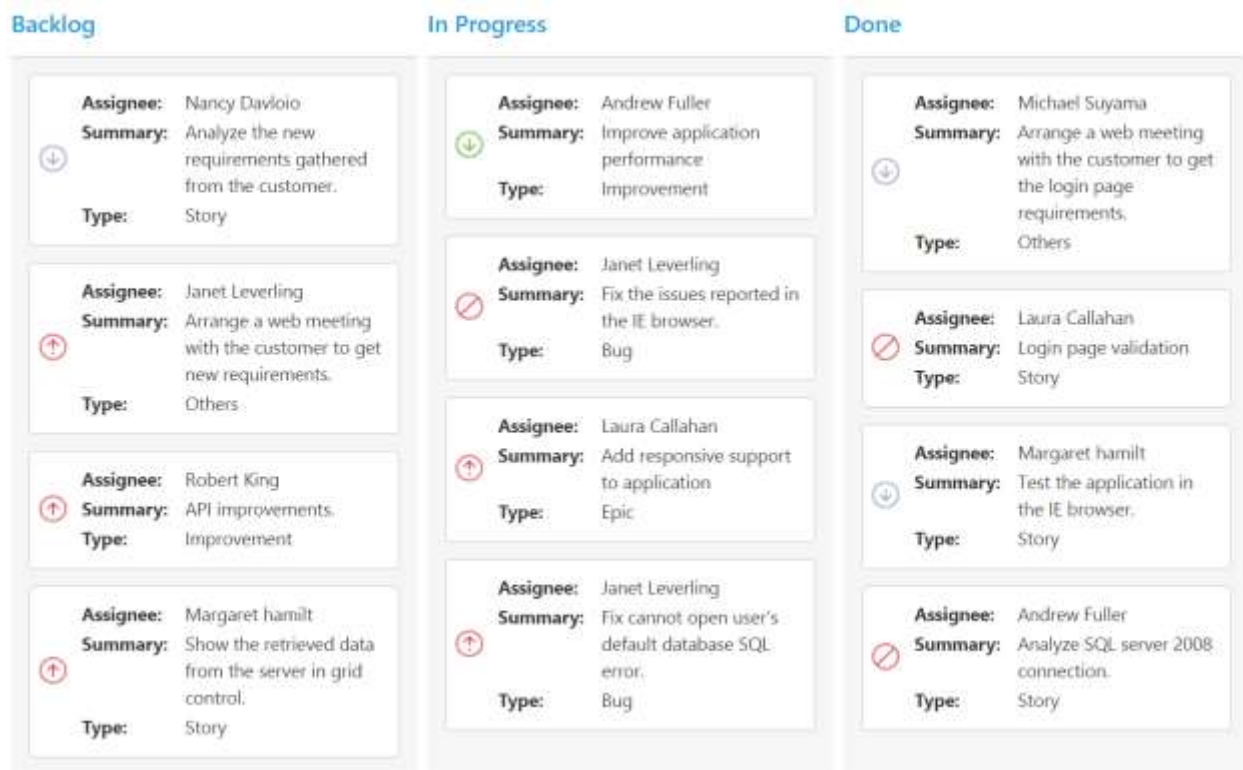 Backlog
Assignee: Nancy Davloio
Summary: Analyze the new
requirements gathered
from the customer.
Type: Story
Assignee: Janet Leverling
Summary: Arrange a web meeting
with the customer to get
new requirements.
Type: Others
Assignee: Robert King
Summary: API improvements.
Type: Improvement
Assignee: Margaret hamilt
Summary: Show the retrieved data
from the server in grid
control.
Type: Story
In Progress
Assignee: Andrew Fuller
Summary: Improve application
performance
Type: Improvement
Assignee: Janet Leverling
Summary: Fix the issues reported in
the IE browser.
Type: Bug
Assignee: Laura Callahan
Summary: Add responsive support
to application
Type: Epic
Assignee: Janet Leverling
Summary: Fix cannot open user's
default database SQL
error.
Type: Bug
Done
Assignee: Michael Suyama
Summary: Arrange a web meeting
with the customer to get
the login page
requirements.
Type: Others
Assignee: Laura Callahan
Summary: Login page validation
Type: Story
Assignee: Margaret hamilt
Summary: Test the application in
the IE browser.
Type: Story
Assignee: Andrew Fuller
Summary: Analyze SQL server 2008
connection.
Type: Story